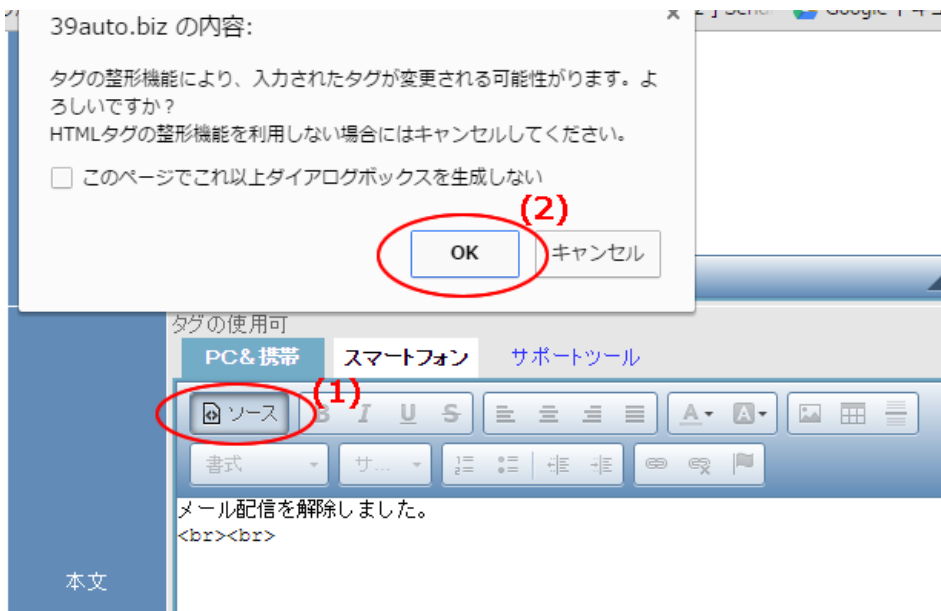 39auto.biz の内容:
タグの整形機能により、入力されたタグが変更される可能性がります。よ
ろしいですか？
HTMLタグの整形機能を利用しない場合にはキャンセルしてください。
このページでこれ以上ダイアログボックスを生成しない
(2)
OK キャンセル
タグの使用可
PC&携帯 スマートフォン サポートツール
(1)
ソース B I U S A A
書式 サ...
メール配信を解除しました。
<br><br>
本文